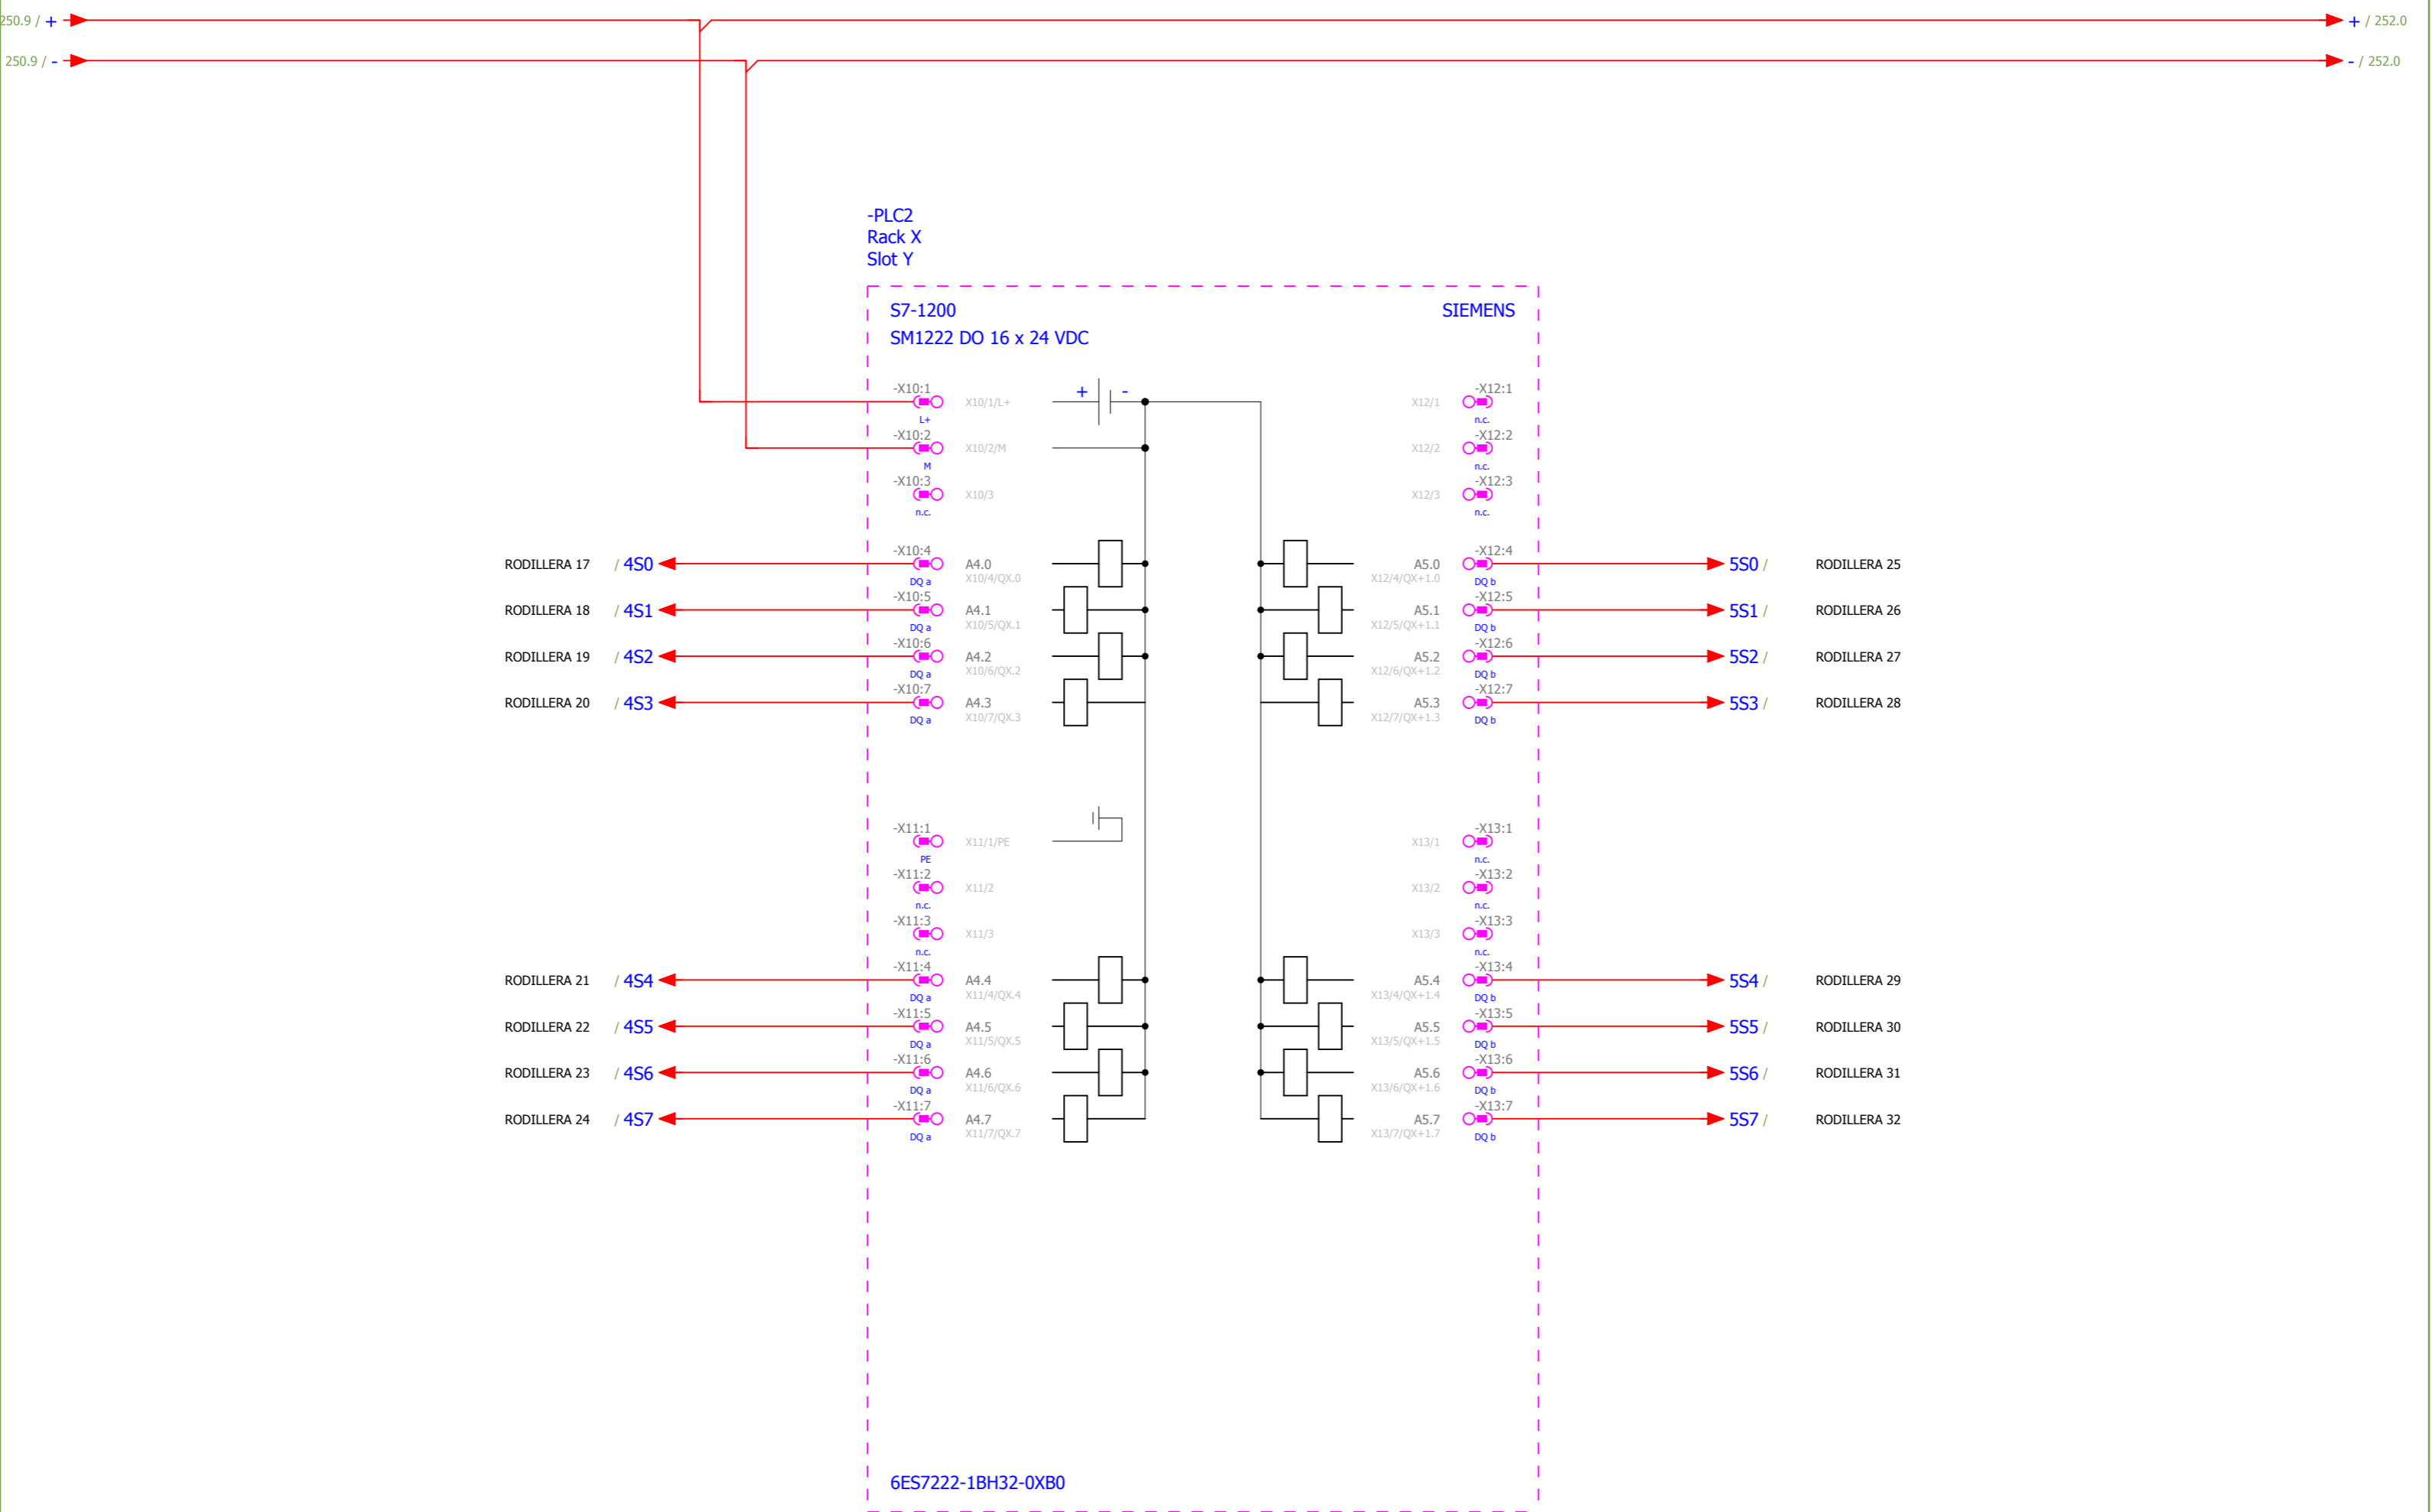 250.9 / +
+ / 252.0
250.9 / -
- / 252.0
-PLC2
Rack X
Slot Y
S7-1200 SIEMENS
SM1222 DO 16 x 24 VDC
+ -
-X10:1 X10/1/L+ L+
X12/1 -X12:1 n.c.
-X10:2 X10/2/M M
X12/2 -X12:2 n.c.
-X10:3 X10/3 n.c.
X12/3 -X12:3 n.c.
RODILLERA 17 / 4S0 -X10:4 DQ a A4.0 X10/4/QX.0
A5.0 X12/4/QX+1.0 -X12:4 DQ b 5S0 / RODILLERA 25
RODILLERA 18 / 4S1 -X10:5 DQ a A4.1 X10/5/QX.1
A5.1 X12/5/QX+1.1 -X12:5 DQ b 5S1 / RODILLERA 26
RODILLERA 19 / 4S2 -X10:6 DQ a A4.2 X10/6/QX.2
A5.2 X12/6/QX+1.2 -X12:6 DQ b 5S2 / RODILLERA 27
RODILLERA 20 / 4S3 -X10:7 DQ a A4.3 X10/7/QX.3
A5.3 X12/7/QX+1.3 -X12:7 DQ b 5S3 / RODILLERA 28
-X11:1 X11/1/PE PE
X13/1 -X13:1 n.c.
-X11:2 X11/2 n.c.
X13/2 -X13:2 n.c.
-X11:3 X11/3 n.c.
X13/3 -X13:3 n.c.
RODILLERA 21 / 4S4 -X11:4 DQ a A4.4 X11/4/QX.4
A5.4 X13/4/QX+1.4 -X13:4 DQ b 5S4 / RODILLERA 29
RODILLERA 22 / 4S5 -X11:5 DQ a A4.5 X11/5/QX.5
A5.5 X13/5/QX+1.5 -X13:5 DQ b 5S5 / RODILLERA 30
RODILLERA 23 / 4S6 -X11:6 DQ a A4.6 X11/6/QX.6
A5.6 X13/6/QX+1.6 -X13:6 DQ b 5S6 / RODILLERA 31
RODILLERA 24 / 4S7 -X11:7 DQ a A4.7 X11/7/QX.7
A5.7 X13/7/QX+1.7 -X13:7 DQ b 5S7 / RODILLERA 32
6ES7222-1BH32-0XB0